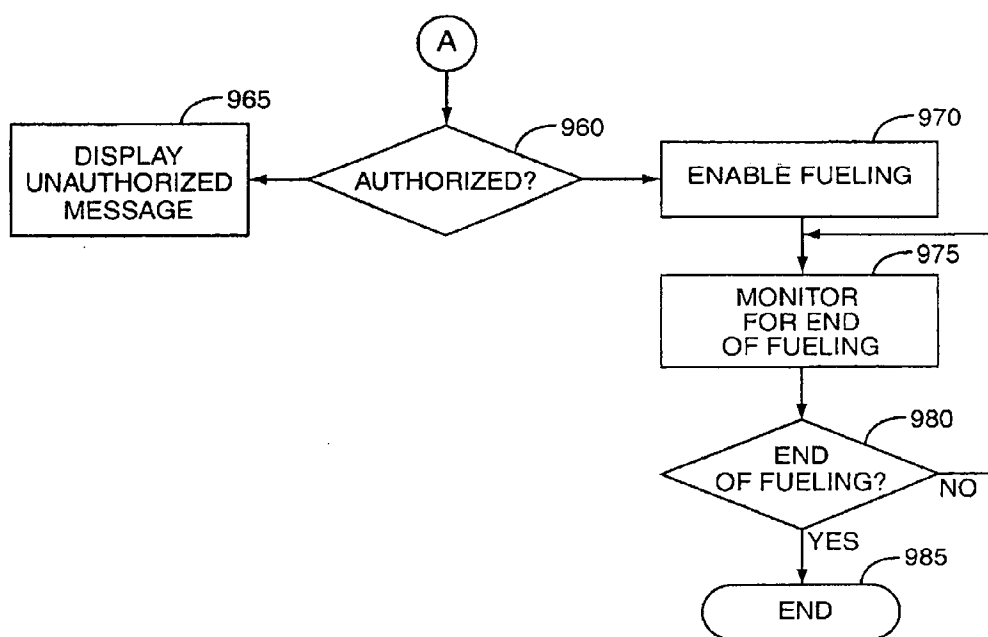 A
965
DISPLAY
UNAUTHORIZED
MESSAGE
960
AUTHORIZED?
970
ENABLE FUELING
975
MONITOR
FOR END
OF FUELING
980
END
OF FUELING?
NO
YES
985
END